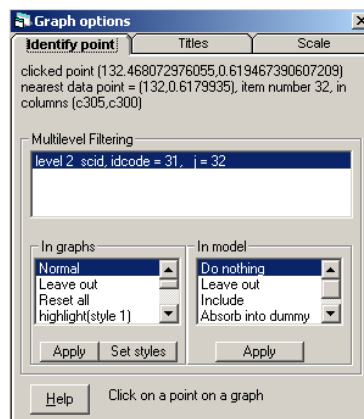 Graph options
Identify point Titles Scale
clicked point (132.468072976055,0.619467390607209)
nearest data point = (132,0.6179935), item number 32, in
columns (c305,c300)
Multilevel Filtering
level 2 scid, idcode = 31, j = 32
In graphs In model
Normal Do nothing
Leave out Leave out
Reset all Include
highlight(style 1) Absorb into dummy
Apply Set styles Apply
Help Click on a point on a graph